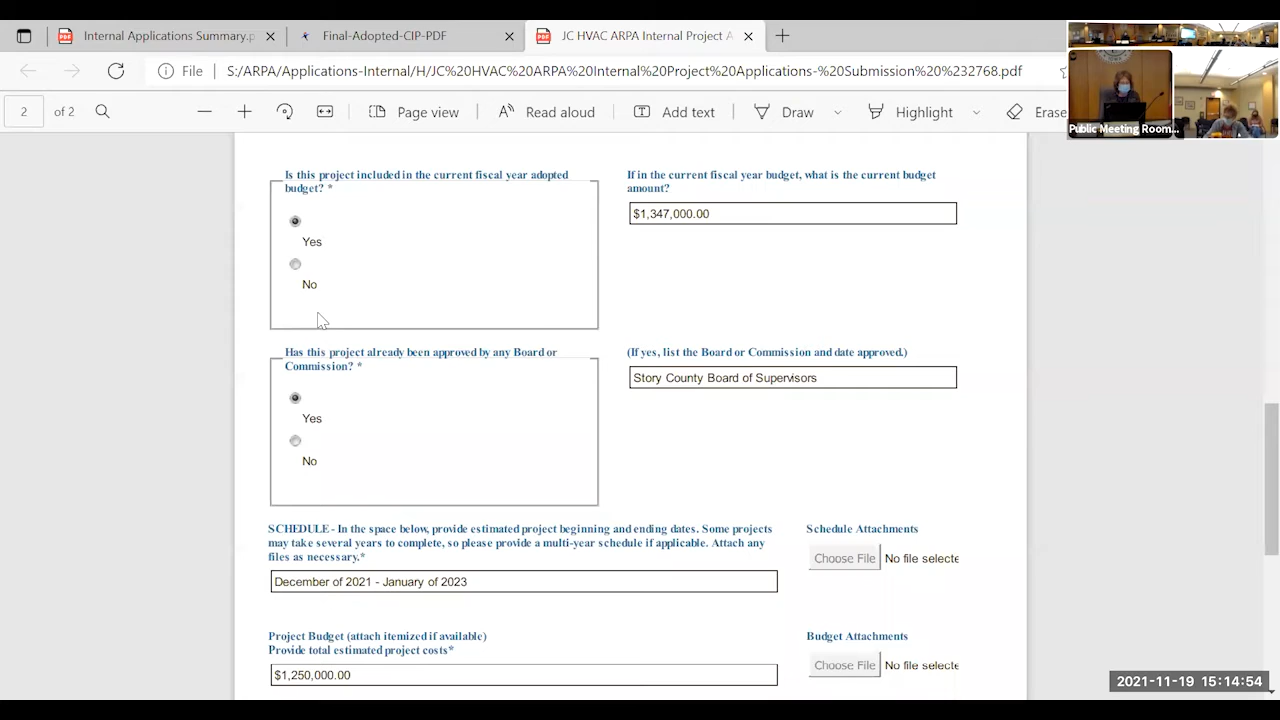 Internal Applications Summary.p
Final-Adopted-CIP-PDF
JC HVAC ARPA Internal Project A
File
S:/ARPA/Applications-Internal/H/JC%20HVAC%20ARPA%20Internal%20Project%20Applications-%20Submission%20%232768.pdf
2
of 2
Page view
Read aloud
Add text
Draw
Highlight
Erase
Public Meeting Room...
Is this project included in the current fiscal year adopted
budget? *
Yes
No
If in the current fiscal year budget, what is the current budget
amount?
$1,347,000.00
Has this project already been approved by any Board or
Commission? *
Yes
No
(If yes, list the Board or Commission and date approved.)
Story County Board of Supervisors
SCHEDULE - In the space below, provide estimated project beginning and ending dates. Some projects
may take several years to complete, so please provide a multi-year schedule if applicable. Attach any
files as necessary.*
December of 2021 - January of 2023
Schedule Attachments
Choose File No file selecte
Project Budget (attach itemized if available)
Provide total estimated project costs*
$1,250,000.00
Budget Attachments
Choose File No file selecte
2021-11-19 15:14:54